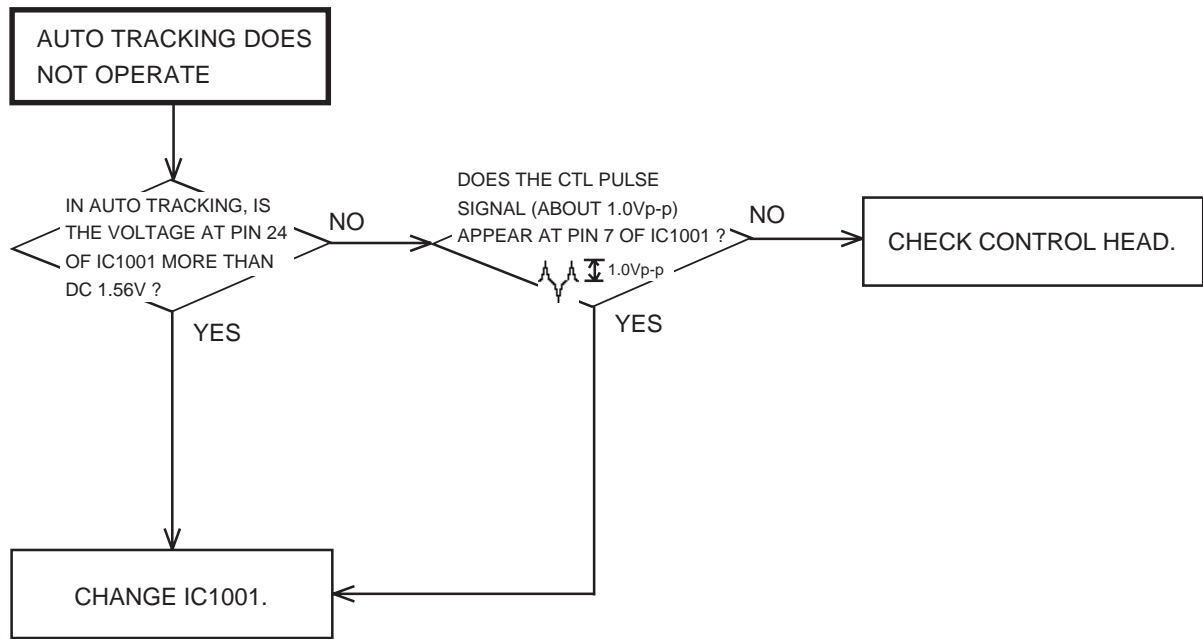 AUTO TRACKING DOES
NOT OPERATE
IN AUTO TRACKING, IS
THE VOLTAGE AT PIN 24
OF IC1001 MORE THAN
DC 1.56V ?
NO
YES
DOES THE CTL PULSE
SIGNAL (ABOUT 1.0Vp-p)
APPEAR AT PIN 7 OF IC1001 ?
1.0Vp-p
NO
YES
CHECK CONTROL HEAD.
CHANGE IC1001.